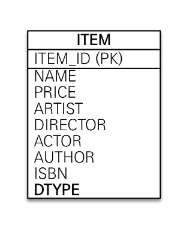 ITEM
ITEM_ID (PK)
NAME
PRICE
ARTIST
DIRECTOR
ACTOR
AUTHOR
ISBN
DTYPE